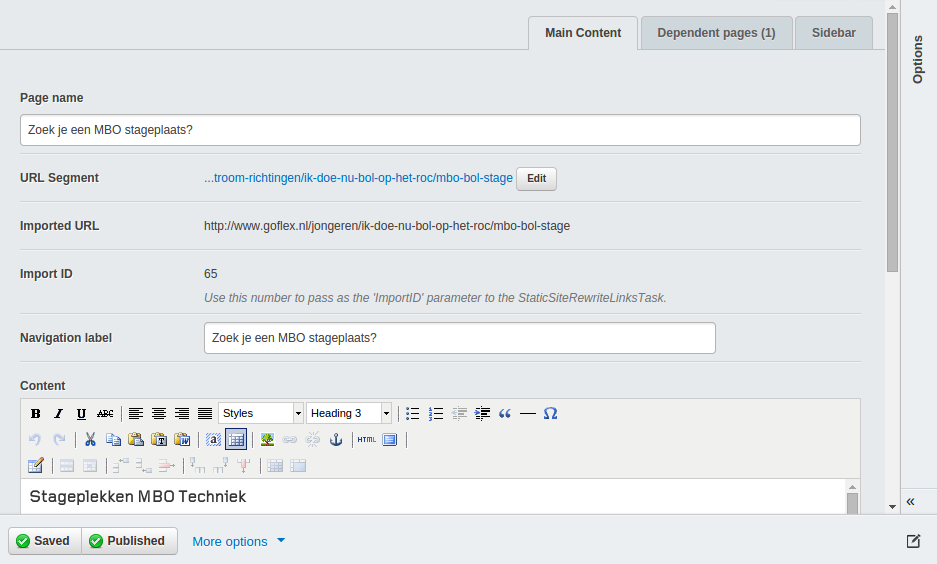 Main Content
Dependent pages (1)
Sidebar
Options
Page name
Zoek je een MBO stageplaats?
URL Segment
...troom-richtingen/ik-doe-nu-bol-op-het-roc/mbo-bol-stage
Edit
Imported URL
http://www.goflex.nl/jongeren/ik-doe-nu-bol-op-het-roc/mbo-bol-stage
Import ID
65
Use this number to pass as the 'ImportID' parameter to the StaticSiteRewriteLinksTask.
Navigation label
Zoek je een MBO stageplaats?
Content
B I U ABC Styles Heading 3 “ — Ω
HTML
Stageplekken MBO Techniek
«
Saved
Published
More options